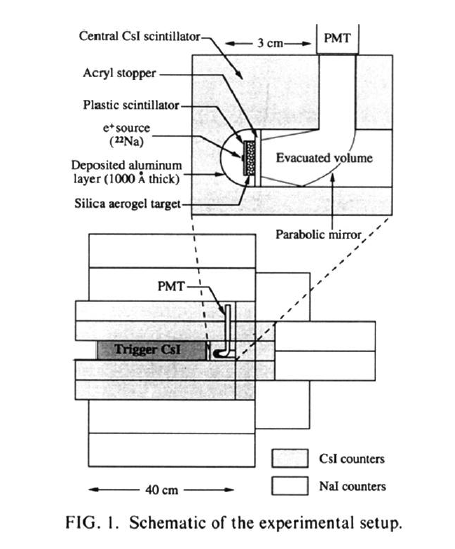 Central CsI scintillator
3 cm
PMT
Acryl stopper
Plastic scintillator
e+ source
(²²Na)
Deposited aluminum
layer (1000 Å thick)
Silica aerogel target
Evacuated volume
Parabolic mirror
PMT
Trigger CsI
40 cm
CsI counters
NaI counters
FIG. 1. Schematic of the experimental setup.